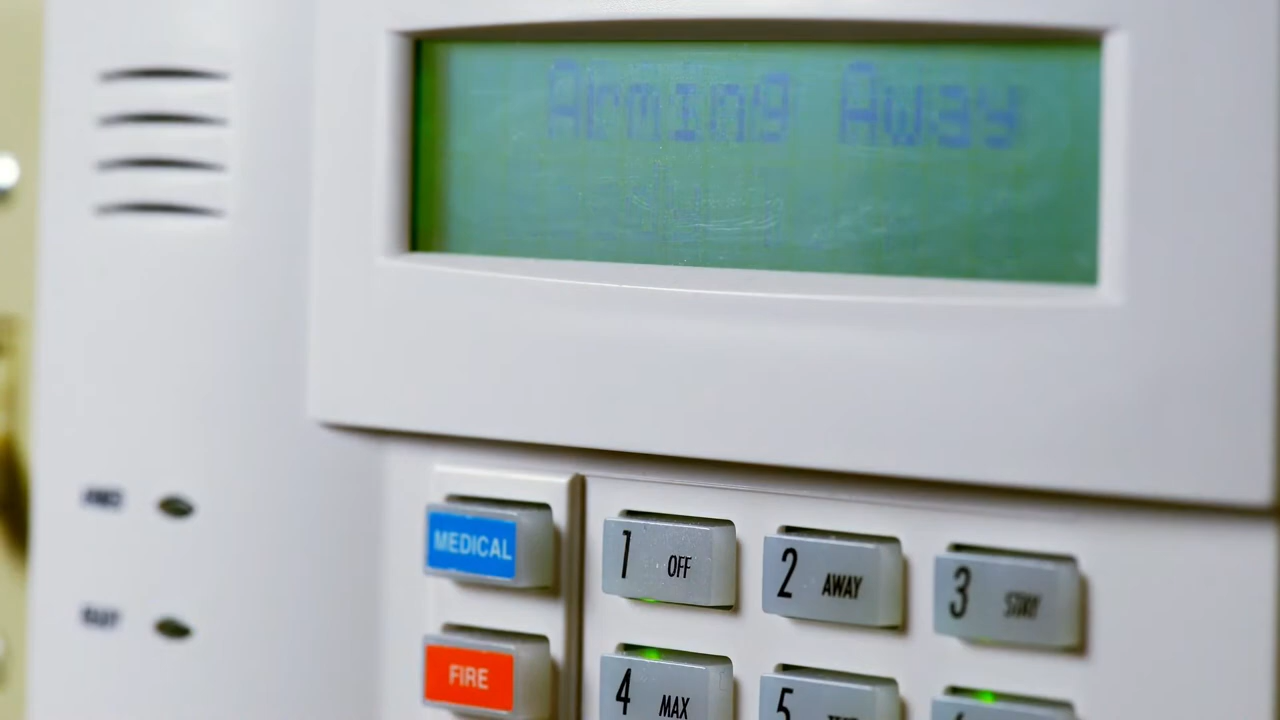 Arming Away
MEDICAL
1 OFF
2 AWAY
3 STAY
FIRE
4 MAX
5